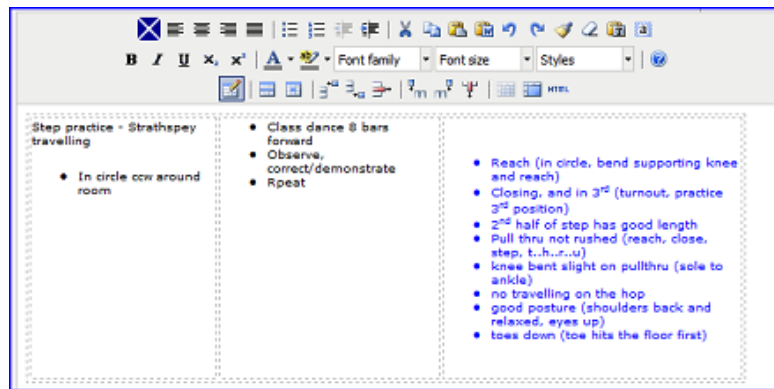 B I U x₂ x² A ab Font family Font size Styles
HTML
Step practice - Strathspey
travelling
• In circle ccw around
room
• Class dance 8 bars
forward
• Observe,
correct/demonstrate
• Rpeat
• Reach (in circle, bend supporting knee
and reach)
• Closing, and in 3rd (turnout, practice
3rd position)
• 2nd half of step has good length
• Pull thru not rushed (reach, close,
step, t..h..r..u)
• knee bent slight on pullthru (sole to
ankle)
• no travelling on the hop
• good posture (shoulders back and
relaxed, eyes up)
• toes down (toe hits the floor first)